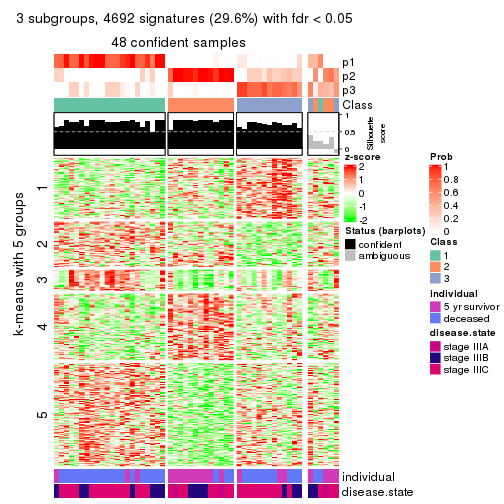 3 subgroups, 4692 signatures (29.6%) with fdr < 0.05
48 confident samples
p1
p2
p3
Class
1
0.5
0
Silhouette
score
k-means with 5 groups
1
2
3
4
5
z-score
2
1
0
-1
-2
Status (barplots)
confident
ambiguous
Prob
1
0.8
0.6
0.4
0.2
0
Class
1
2
3
individual
5 yr survivor
deceased
disease.state
stage IIIA
stage IIIB
stage IIIC
individual
disease.state